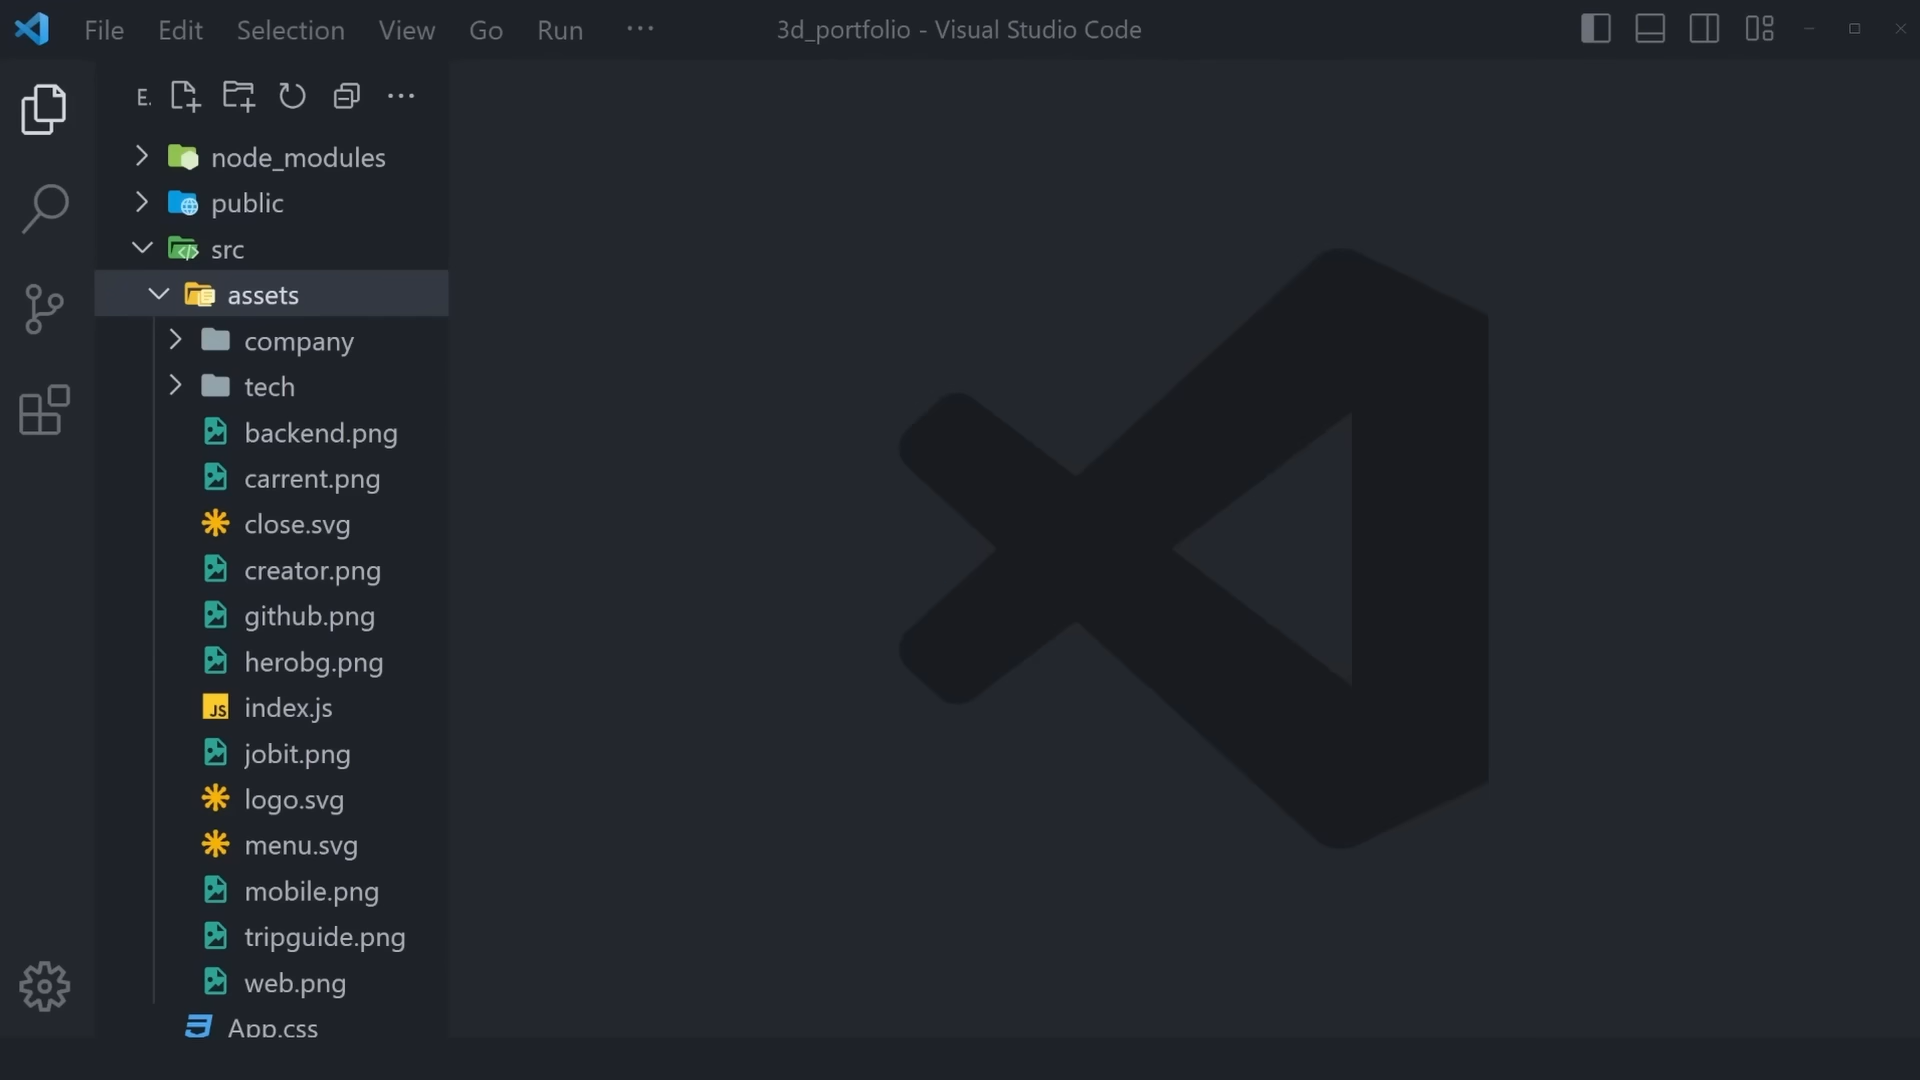 File Edit Selection View Go Run ··· 3d_portfolio - Visual Studio Code
E.
node_modules
public
src
assets
company
tech
backend.png
carrent.png
close.svg
creator.png
github.png
herobg.png
JS index.js
jobit.png
logo.svg
menu.svg
mobile.png
tripguide.png
web.png
App.css